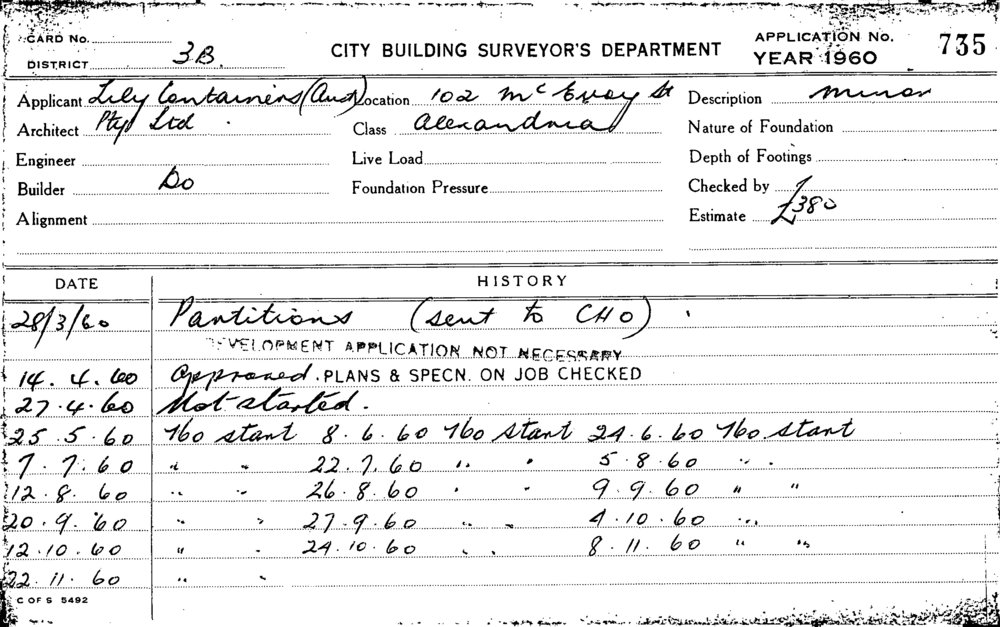 CARD No.
DISTRICT 3B.
CITY BUILDING SURVEYOR'S DEPARTMENT
APPLICATION No. 735
YEAR 1960
Applicant Lily Containers (Aust) Location 102 McEvoy St Description Minor
Architect Pty Ltd. Class Alexandria Nature of Foundation
Engineer Live Load Depth of Footings
Builder Do Foundation Pressure Checked by
Alignment Estimate £380
DATE HISTORY
28/3/60 Partitions (sent to CHO)
DEVELOPMENT APPLICATION NOT NECESSARY
14.4.60 Approved. PLANS & SPECN. ON JOB CHECKED
27.4.60 Not started.
25.5.60 No start 8.6.60 No start 24.6.60 No start
7.7.60 " " 22.7.60 " " 5.8.60 " "
12.8.60 " " 26.8.60 " " 9.9.60 " "
20.9.60 " " 27.9.60 " " 4.10.60 " "
12.10.60 " " 24.10.60 " " 8.11.60 " "
22.11.60 " "
C OF S 5492